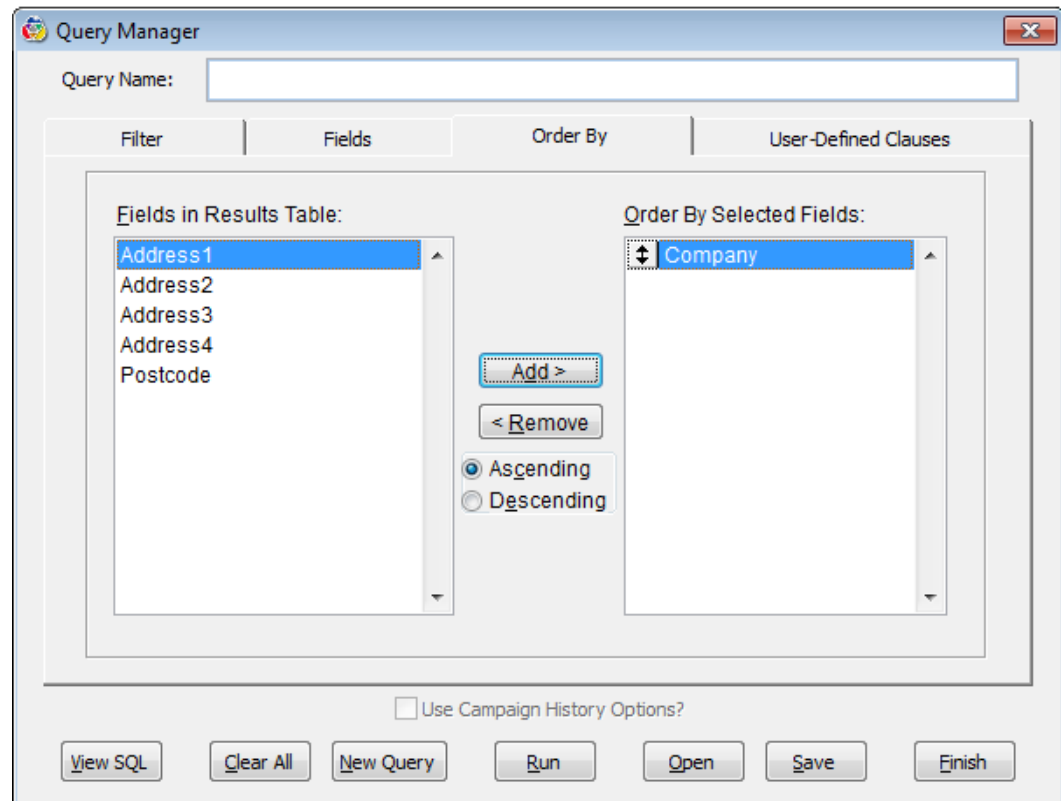 Query Manager
Query Name:
Filter
Fields
Order By
User-Defined Clauses
Fields in Results Table:
Address1
Address2
Address3
Address4
Postcode
Add >
< Remove
Ascending
Descending
Order By Selected Fields:
Company
Use Campaign History Options?
View SQL
Clear All
New Query
Run
Open
Save
Finish